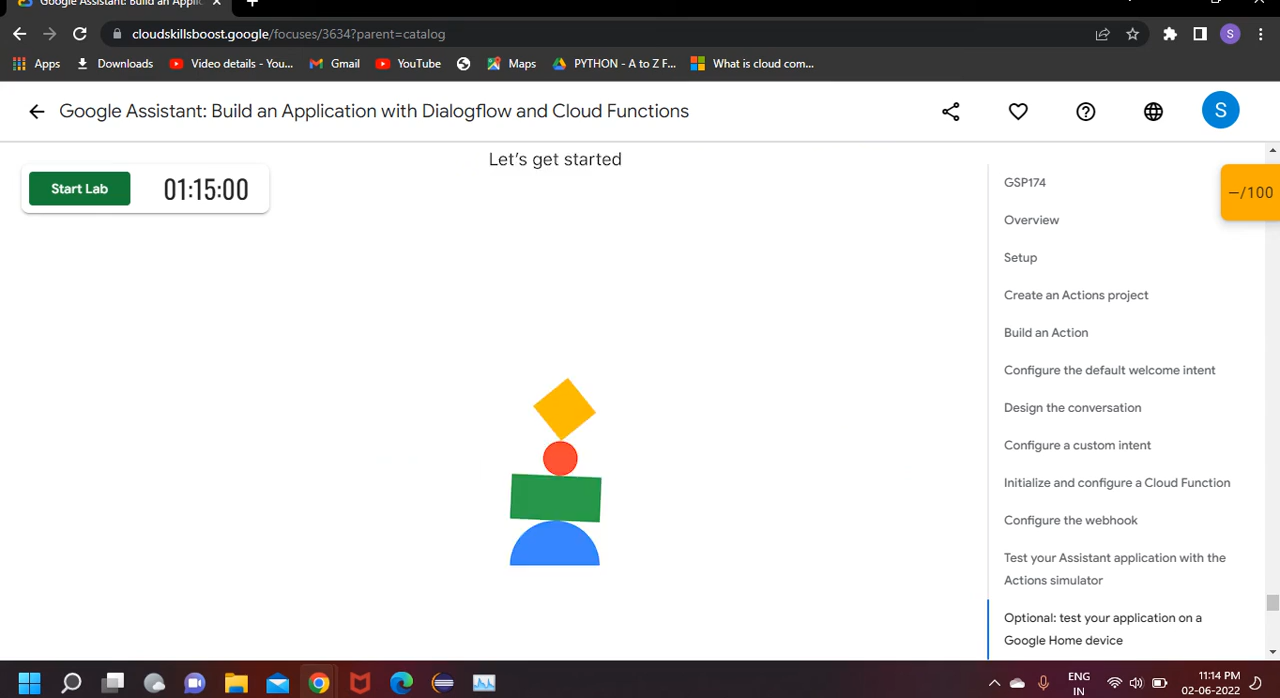 Google Assistant: Build an Applic
cloudskillsboost.google/focuses/3634?parent=catalog
S
Apps
Downloads
Video details - You...
Gmail
YouTube
Maps
PYTHON - A to Z F...
What is cloud com...
Google Assistant: Build an Application with Dialogflow and Cloud Functions
S
Let's get started
Start Lab
01:15:00
–/100
GSP174
Overview
Setup
Create an Actions project
Build an Action
Configure the default welcome intent
Design the conversation
Configure a custom intent
Initialize and configure a Cloud Function
Configure the webhook
Test your Assistant application with the
Actions simulator
Optional: test your application on a
Google Home device
ENG
IN
11:14 PM
02-06-2022